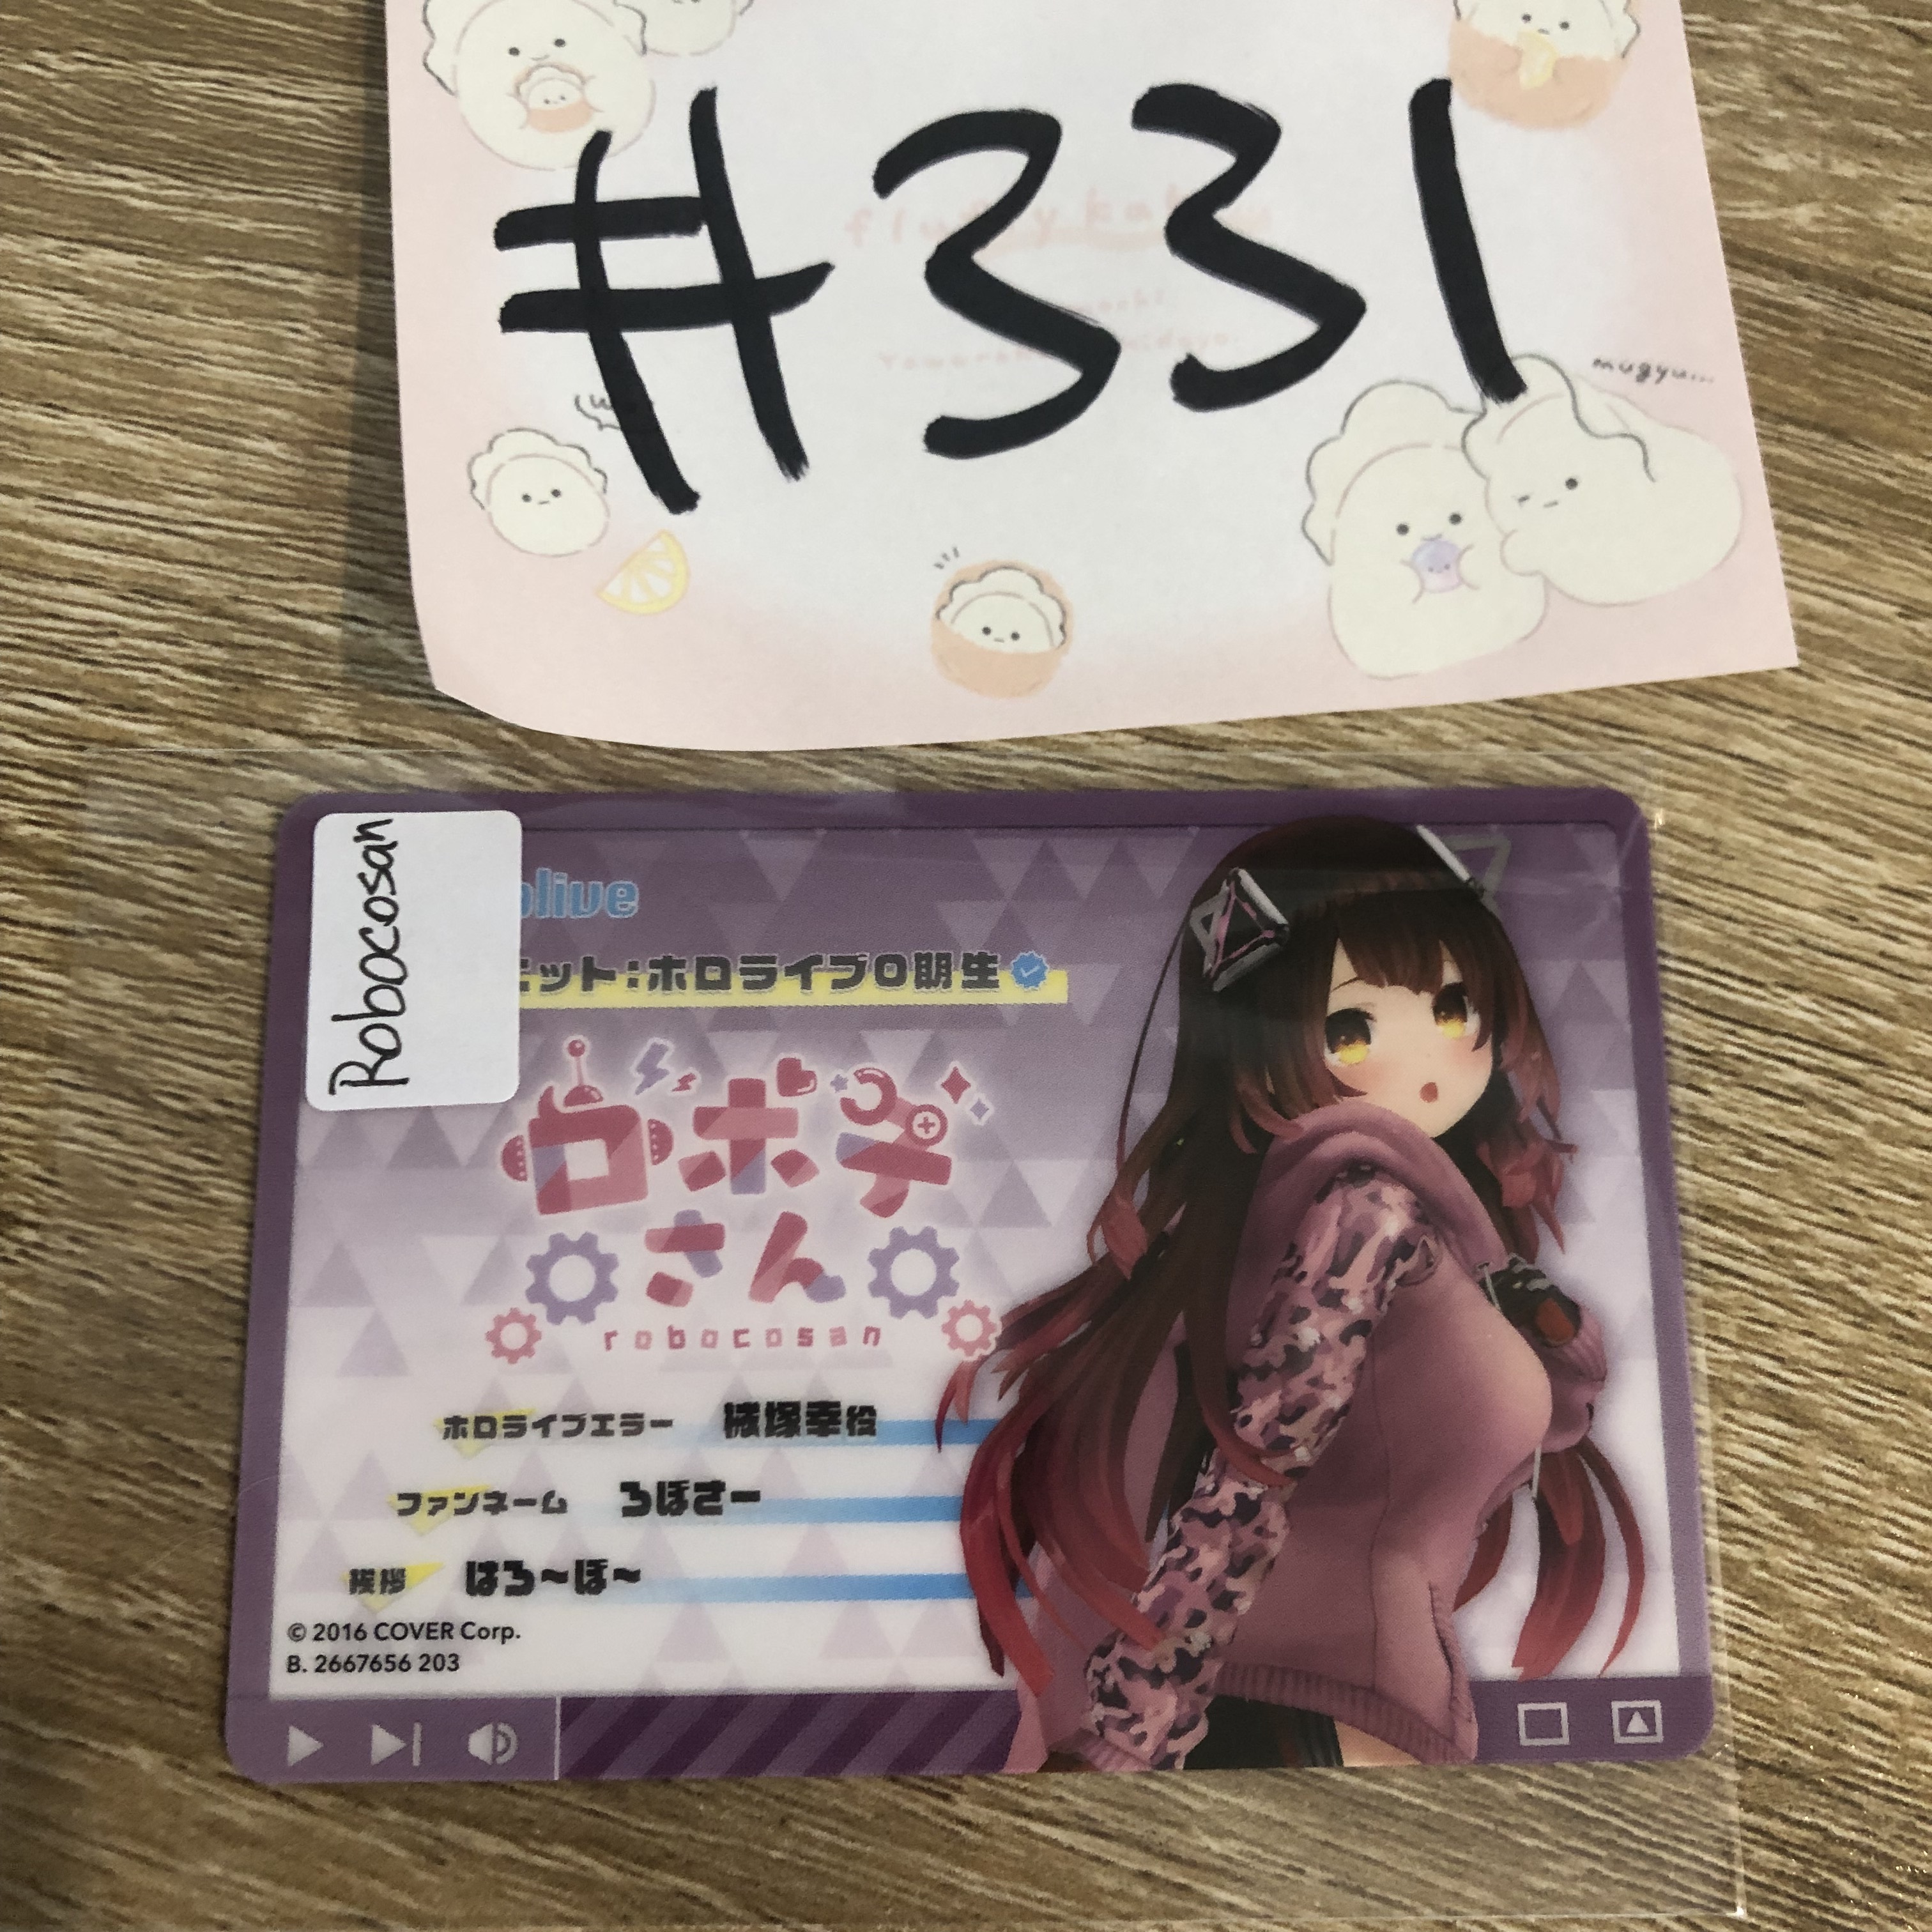 #331
mugyu...
Robocosan
olive
ニット:ホロライブ0期生
ロボ子
さん
robocosan
ホロライブエラー
ファンネーム ろぼさー
挨拶 はろ〜ぼ〜
© 2016 COVER Corp.
B. 2667656 203